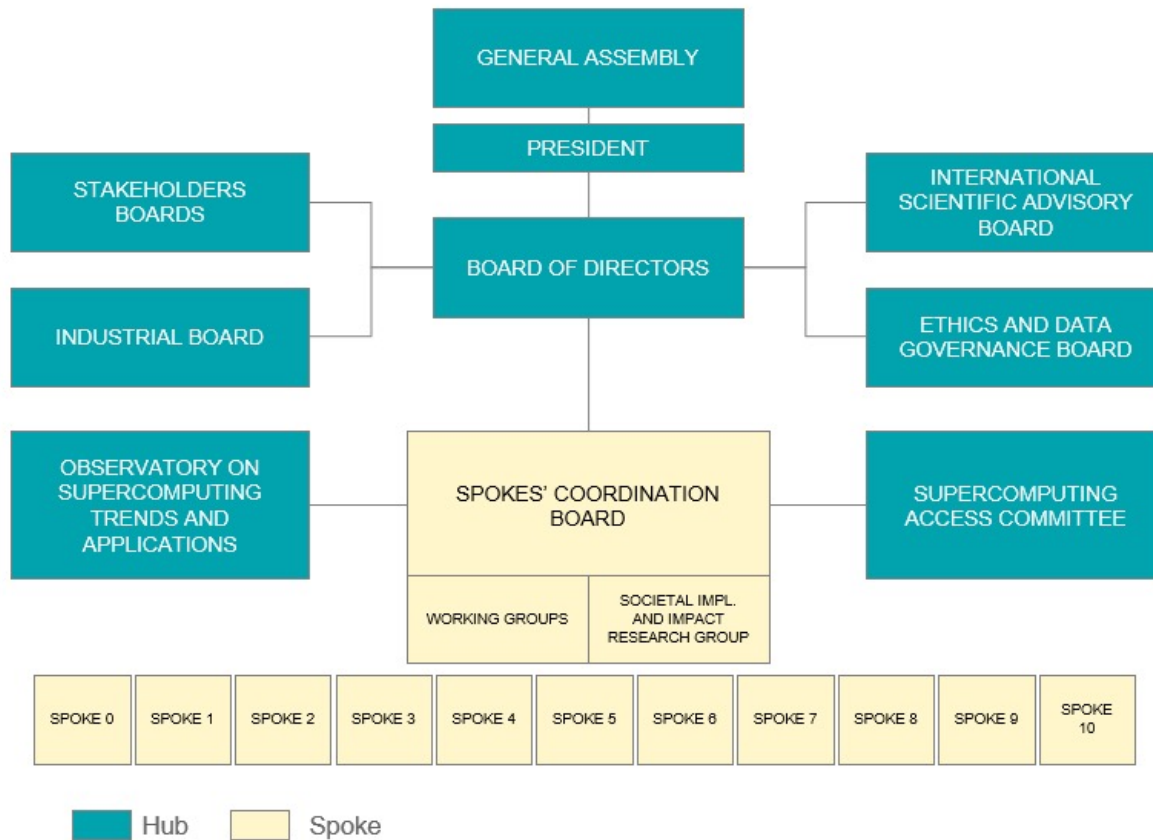 GENERAL ASSEMBLY
PRESIDENT
STAKEHOLDERS
BOARDS
INTERNATIONAL
SCIENTIFIC ADVISORY
BOARD
BOARD OF DIRECTORS
INDUSTRIAL BOARD
ETHICS AND DATA
GOVERNANCE BOARD
OBSERVATORY ON
SUPERCOMPUTING
TRENDS AND
APPLICATIONS
SPOKES' COORDINATION
BOARD
SUPERCOMPUTING
ACCESS COMMITTEE
WORKING GROUPS
SOCIETAL IMPL.
AND IMPACT
RESEARCH GROUP
SPOKE 0
SPOKE 1
SPOKE 2
SPOKE 3
SPOKE 4
SPOKE 5
SPOKE 6
SPOKE 7
SPOKE 8
SPOKE 9
SPOKE
10
Hub
Spoke